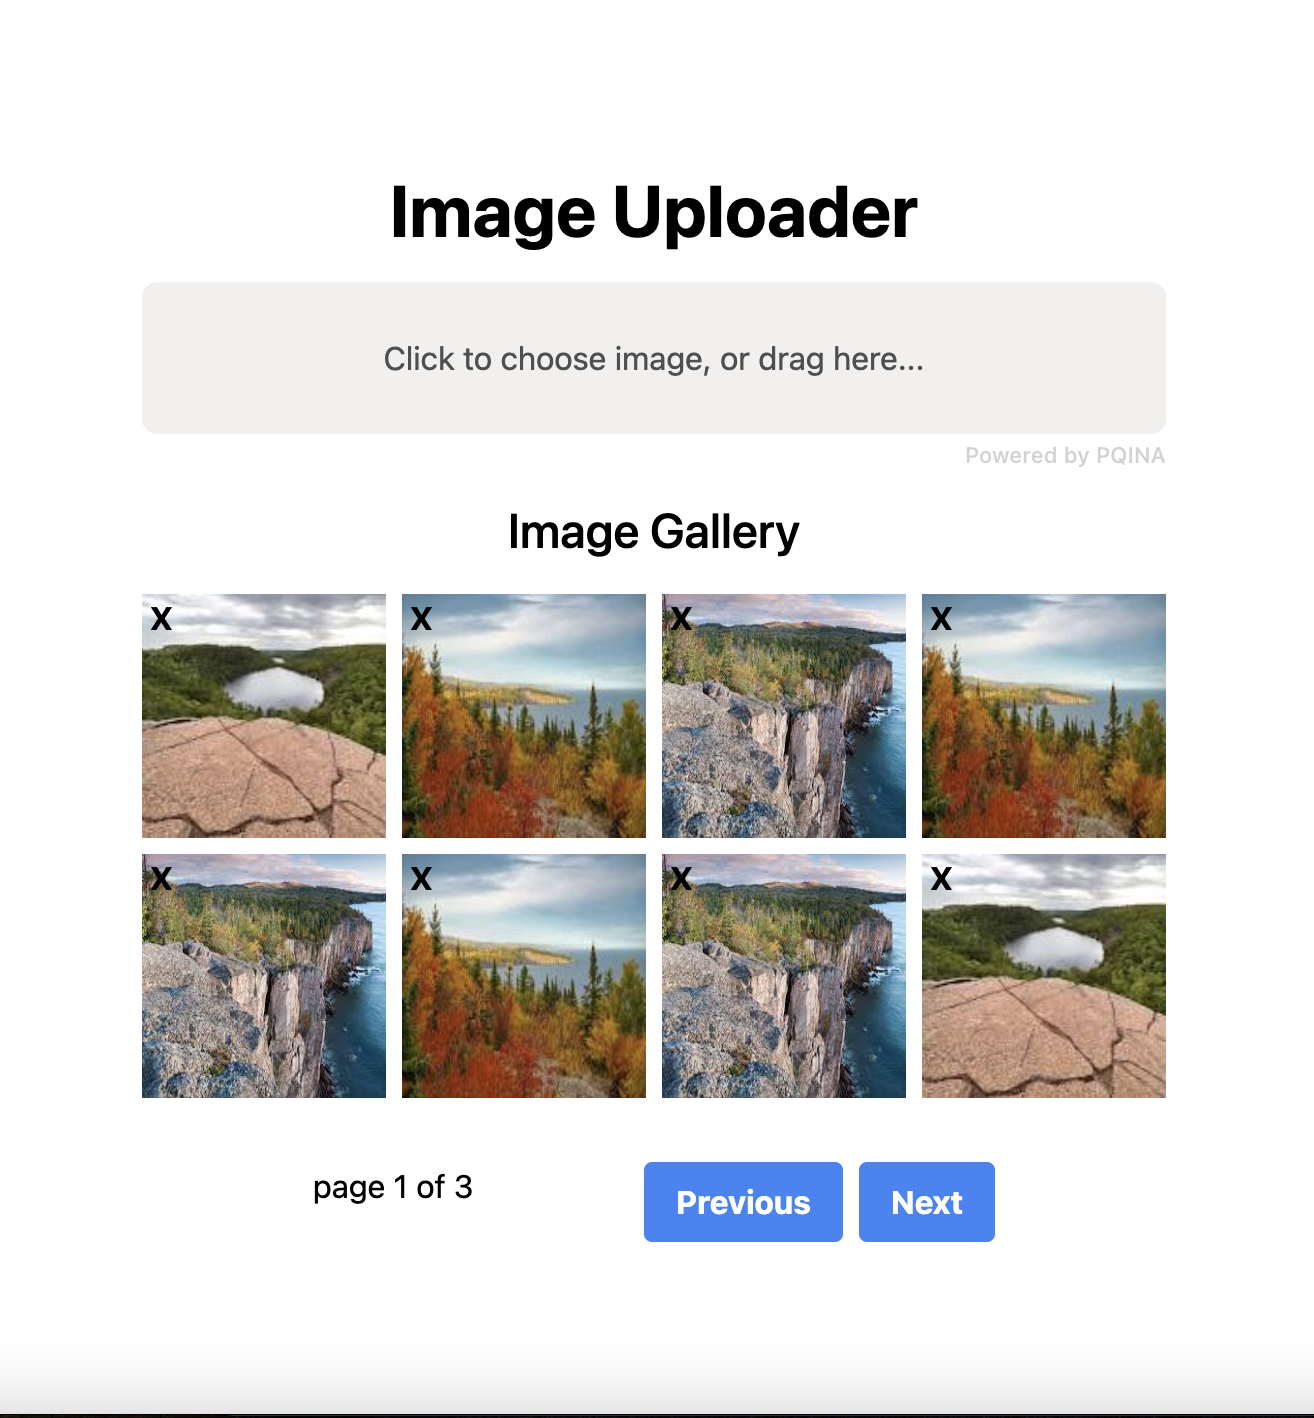 Image Uploader
Click to choose image, or drag here...
Powered by PQINA
Image Gallery
X X X X
X X X X
page 1 of 3 Previous Next